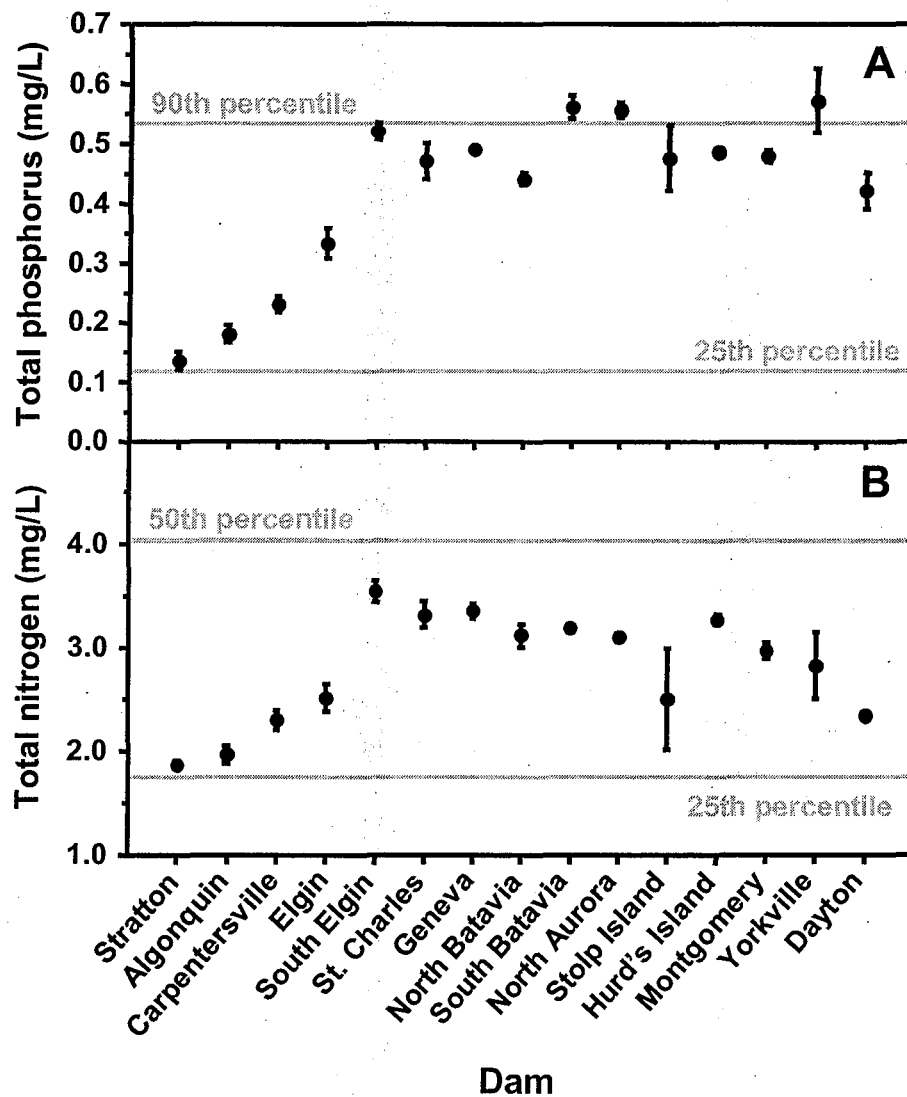 A
Total phosphorus (mg/L)
0.7
0.6
0.5
0.4
0.3
0.2
0.1
0.0
90th percentile
25th percentile
B
Total nitrogen (mg/L)
4.0
3.0
2.0
1.0
50th percentile
25th percentile
Stratton
Algonquin
Carpentersville
Elgin
South Elgin
St. Charles
Geneva
North Batavia
South Batavia
North Aurora
Stolp Island
Hurd's Island
Montgomery
Yorkville
Dayton
Dam